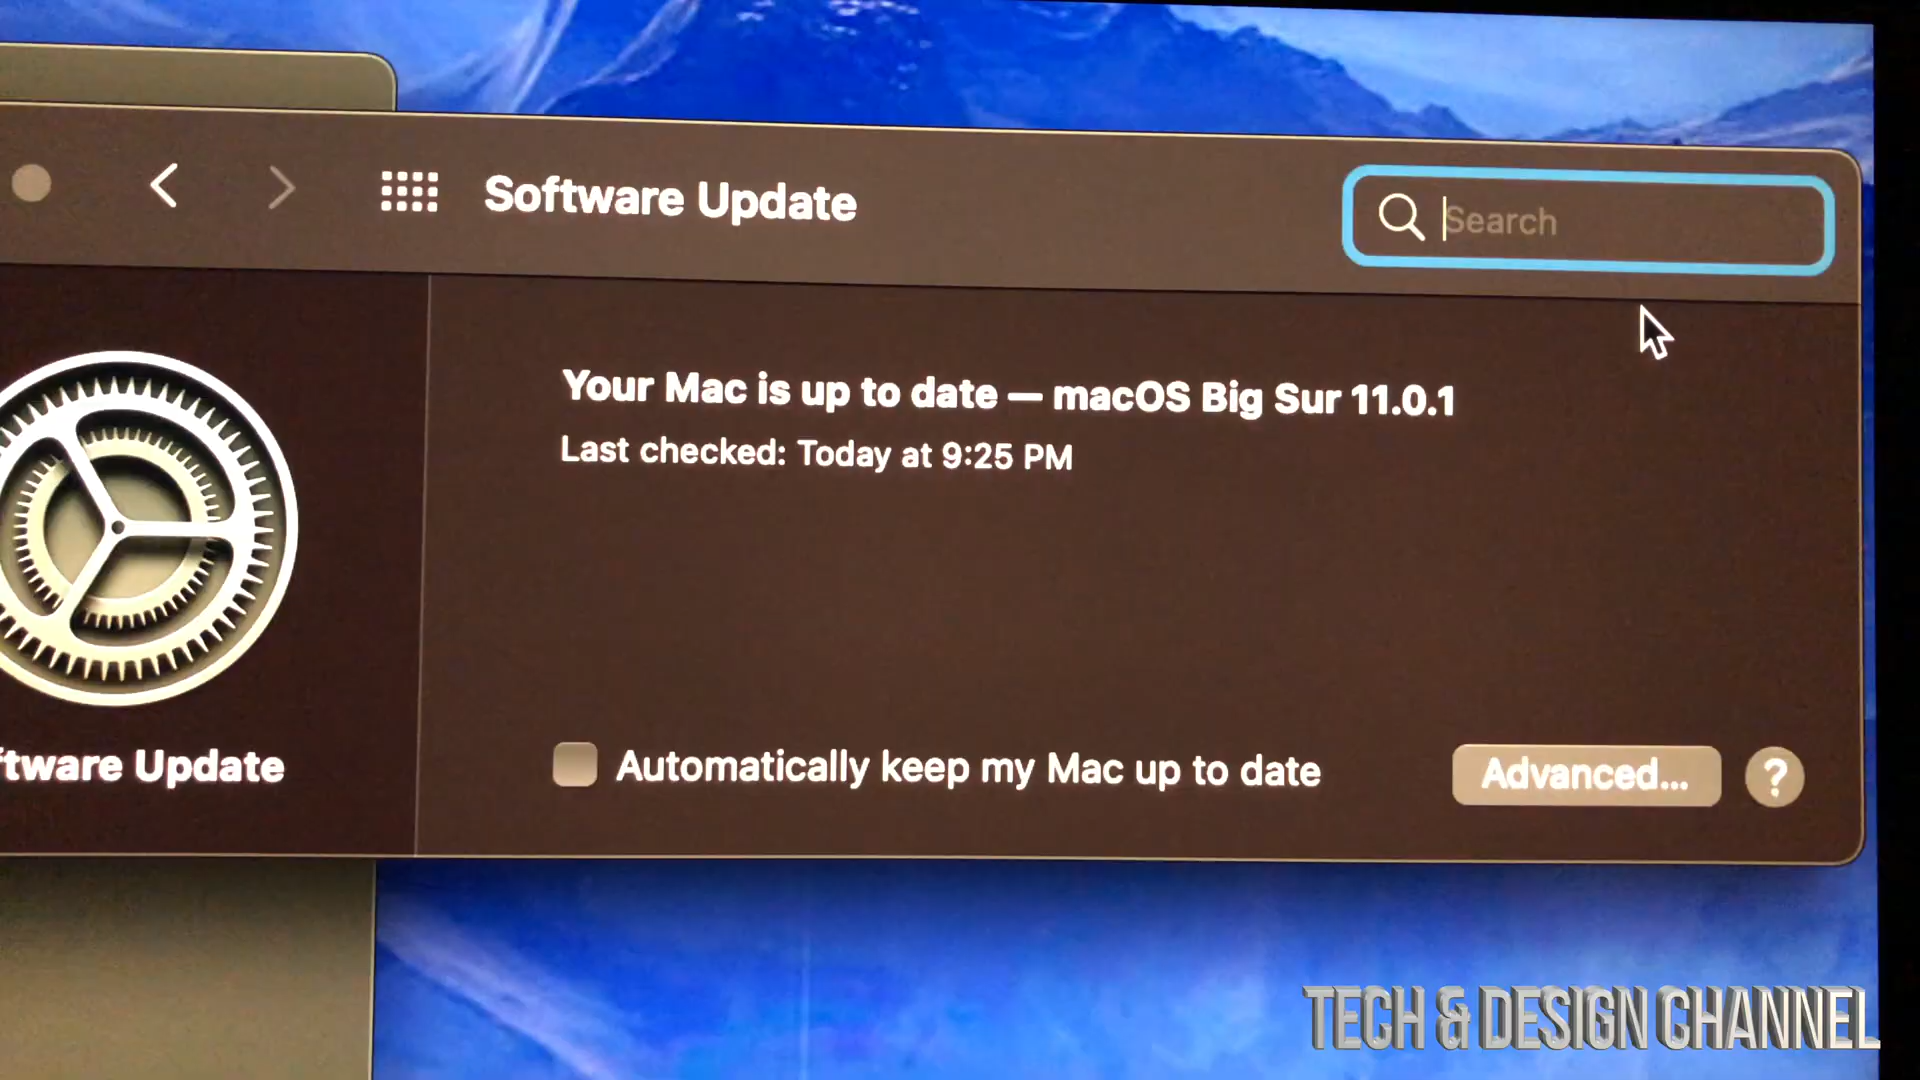 Software Update
Search
Your Mac is up to date — macOS Big Sur 11.0.1
Last checked: Today at 9:25 PM
ftware Update
Automatically keep my Mac up to date
Advanced...
?
TECH & DESIGN CHANNEL